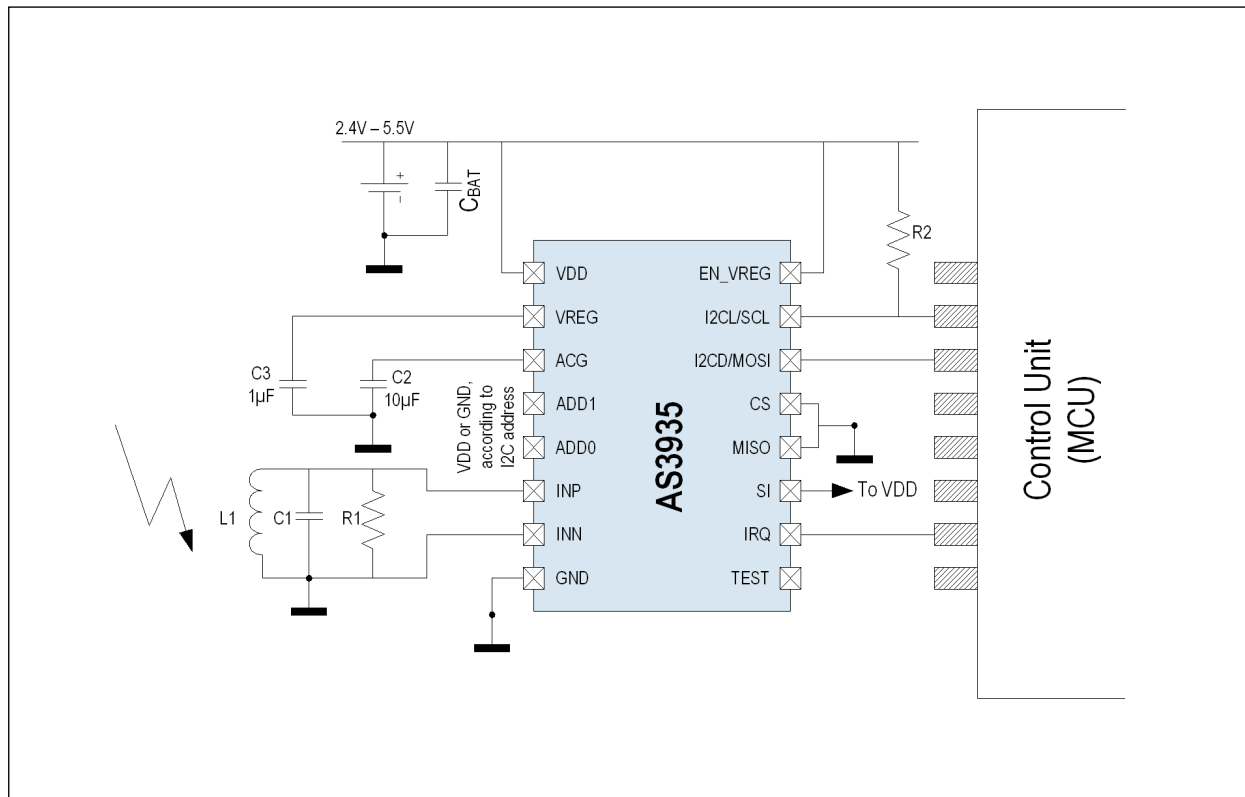 2.4V – 5.5V
+
-
CBAT
R2
VDD
VREG
ACG
ADD1
ADD0
INP
INN
GND
EN_VREG
I2CL/SCL
I2CD/MOSI
CS
MISO
SI
IRQ
TEST
AS3935
To VDD
C3
1µF
C2
10µF
VDD or GND,
according to
I2C address
L1
C1
R1
Control Unit
(MCU)